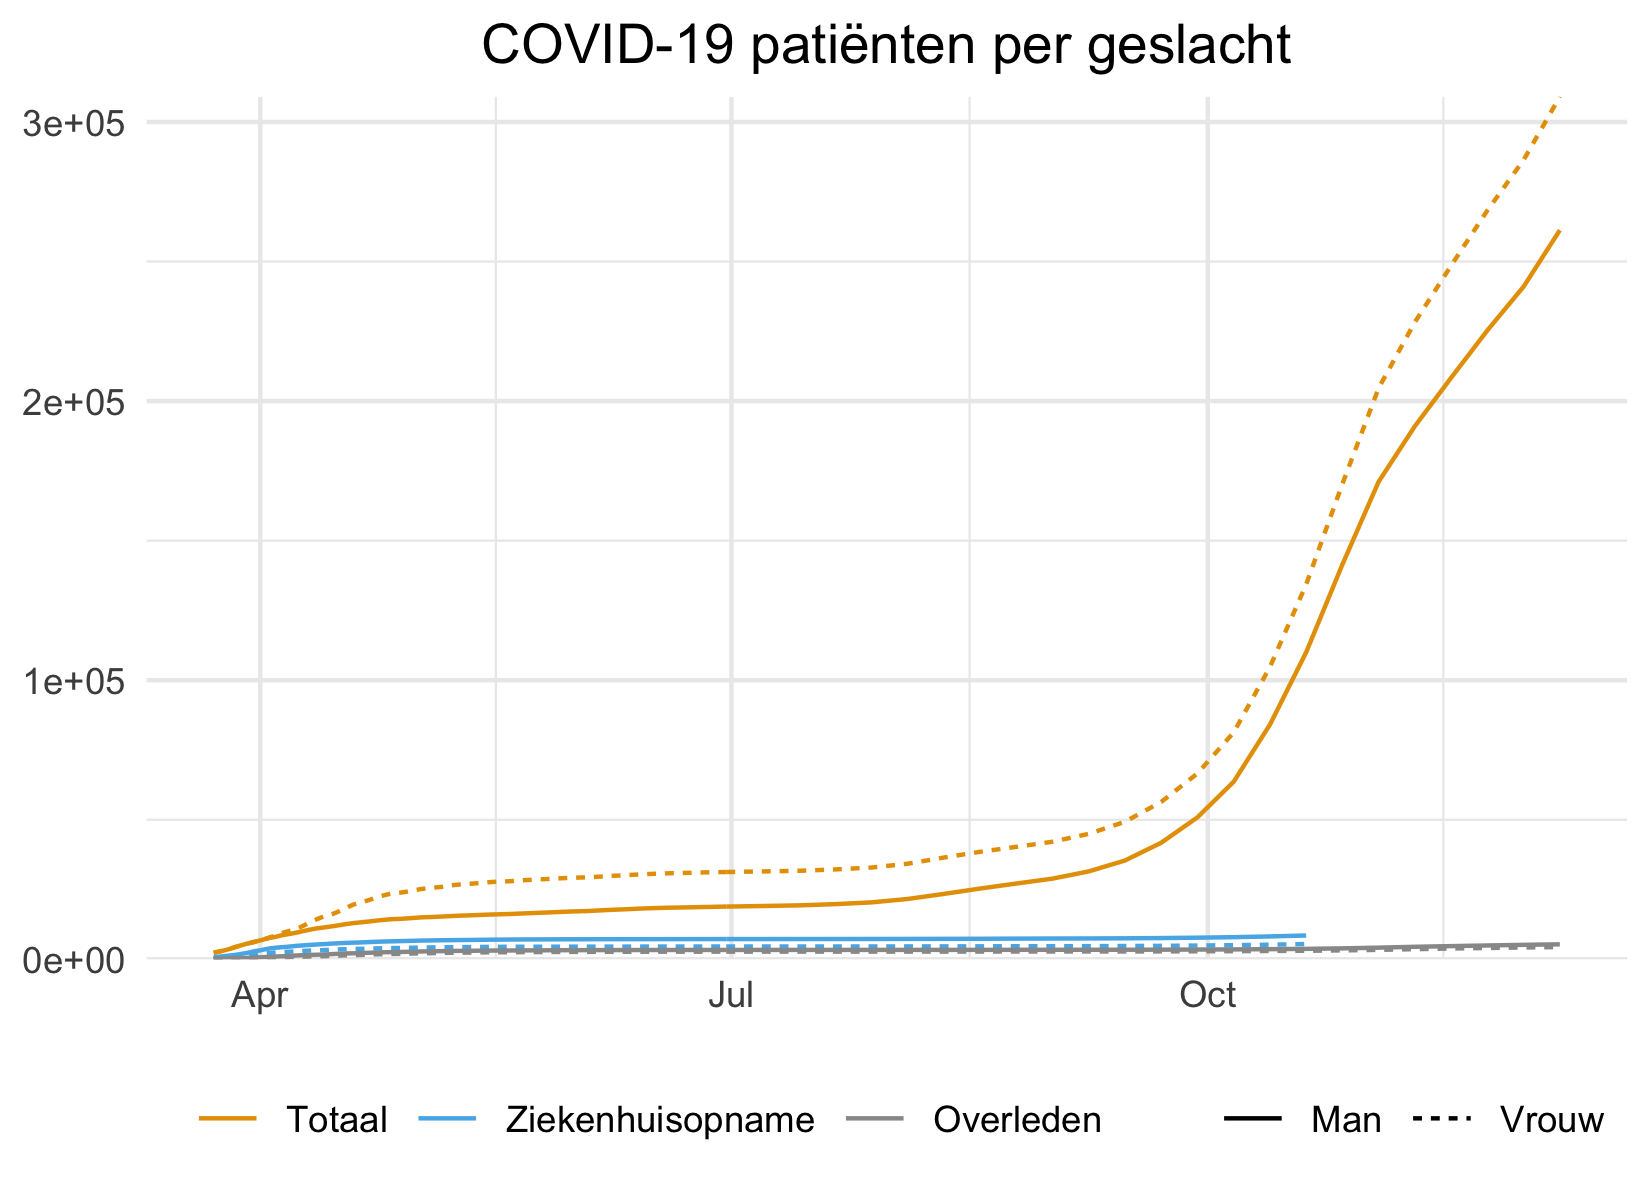 COVID-19 patiënten per geslacht
3e+05
2e+05
1e+05
0e+00
Apr Jul Oct
Totaal Ziekenhuisopname Overleden Man Vrouw